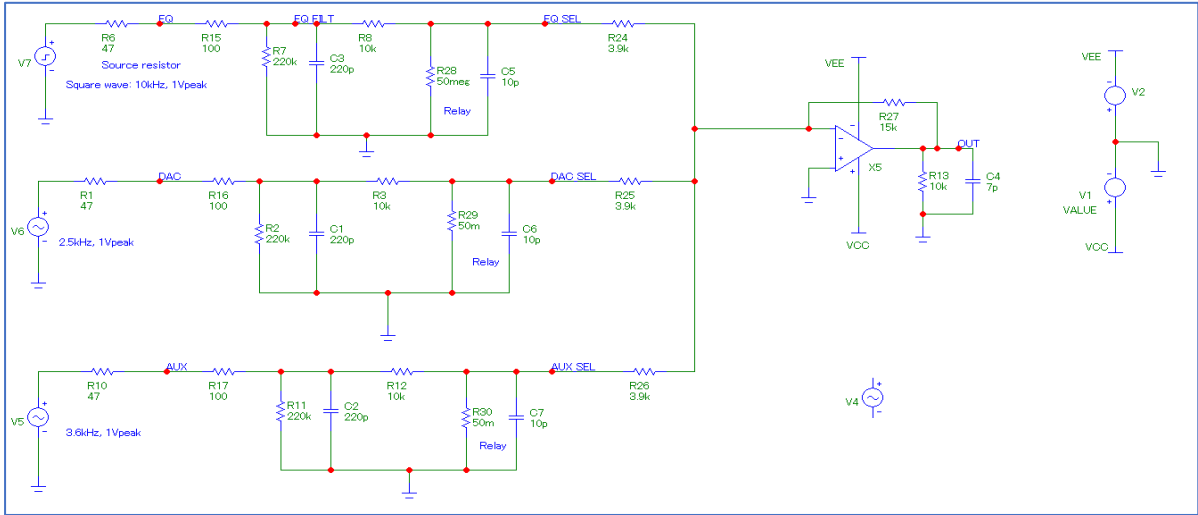 EQ
EQ FILT
EQ SEL
R6
47
R15
100
R8
10k
R24
3.9k
V7
Source resistor
Square wave: 10kHz, 1Vpeak
R7
220k
C3
220p
R28
50meg
C5
10p
Relay
VEE
R27
15k
X5
OUT
R13
10k
C4
7p
VCC
VEE
V2
V1
VALUE
VCC
DAC
DAC SEL
R1
47
R16
100
R3
10k
R25
3.9k
V6
2.5kHz, 1Vpeak
R2
220k
C1
220p
R29
50m
C6
10p
Relay
AUX
AUX SEL
R10
47
R17
100
R12
10k
R26
3.9k
V5
3.6kHz, 1Vpeak
R11
220k
C2
220p
R30
50m
C7
10p
Relay
V4